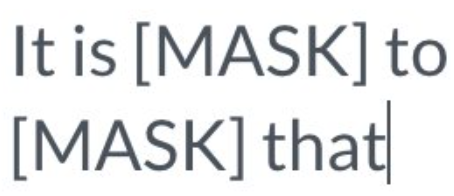 It is [MASK] to
[MASK] that